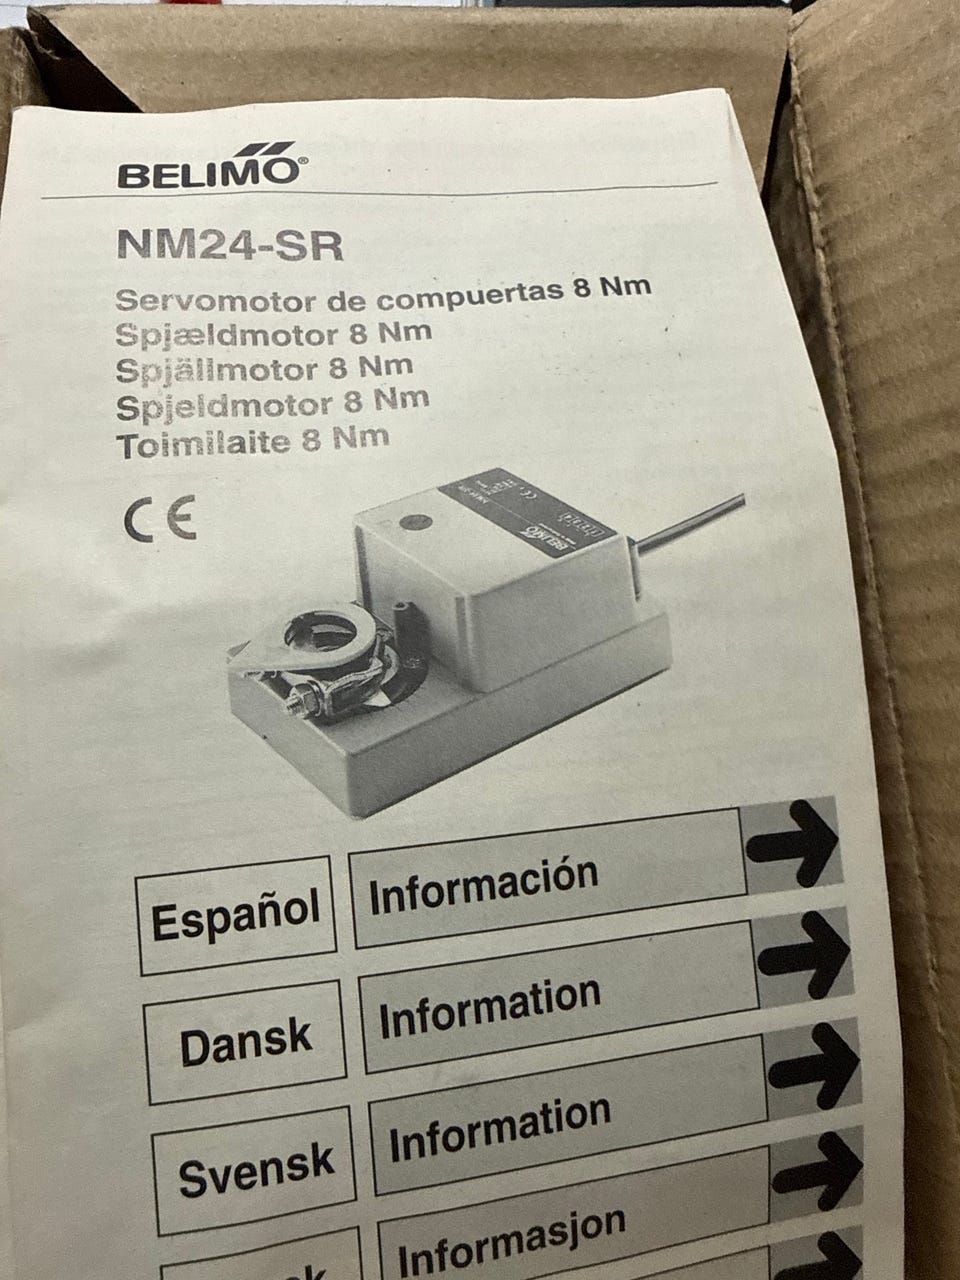 BELIMO®
NM24-SR
Servomotor de compuertas 8 Nm
Spjældmotor 8 Nm
Spjällmotor 8 Nm
Spjeldmotor 8 Nm
Toimilaite 8 Nm
CE
BELIMO
Español
Información
Dansk
Information
Svensk
Information
Informasjon